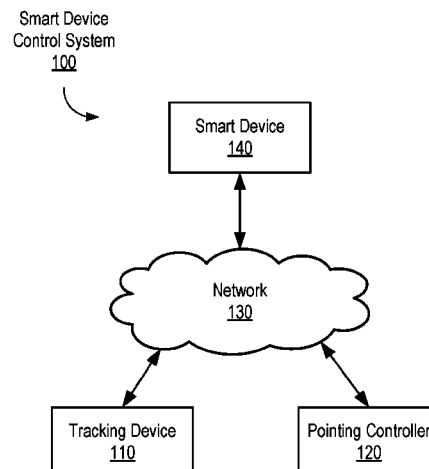 Smart Device
Control System
100
Smart Device
140
Network
130
Tracking Device
110
Pointing Controller
120